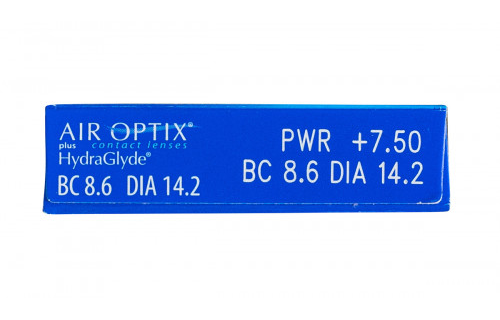 AIR OPTIX®
plus contact lenses
HydraGlyde®
BC 8.6 DIA 14.2
PWR +7.50
BC 8.6 DIA 14.2